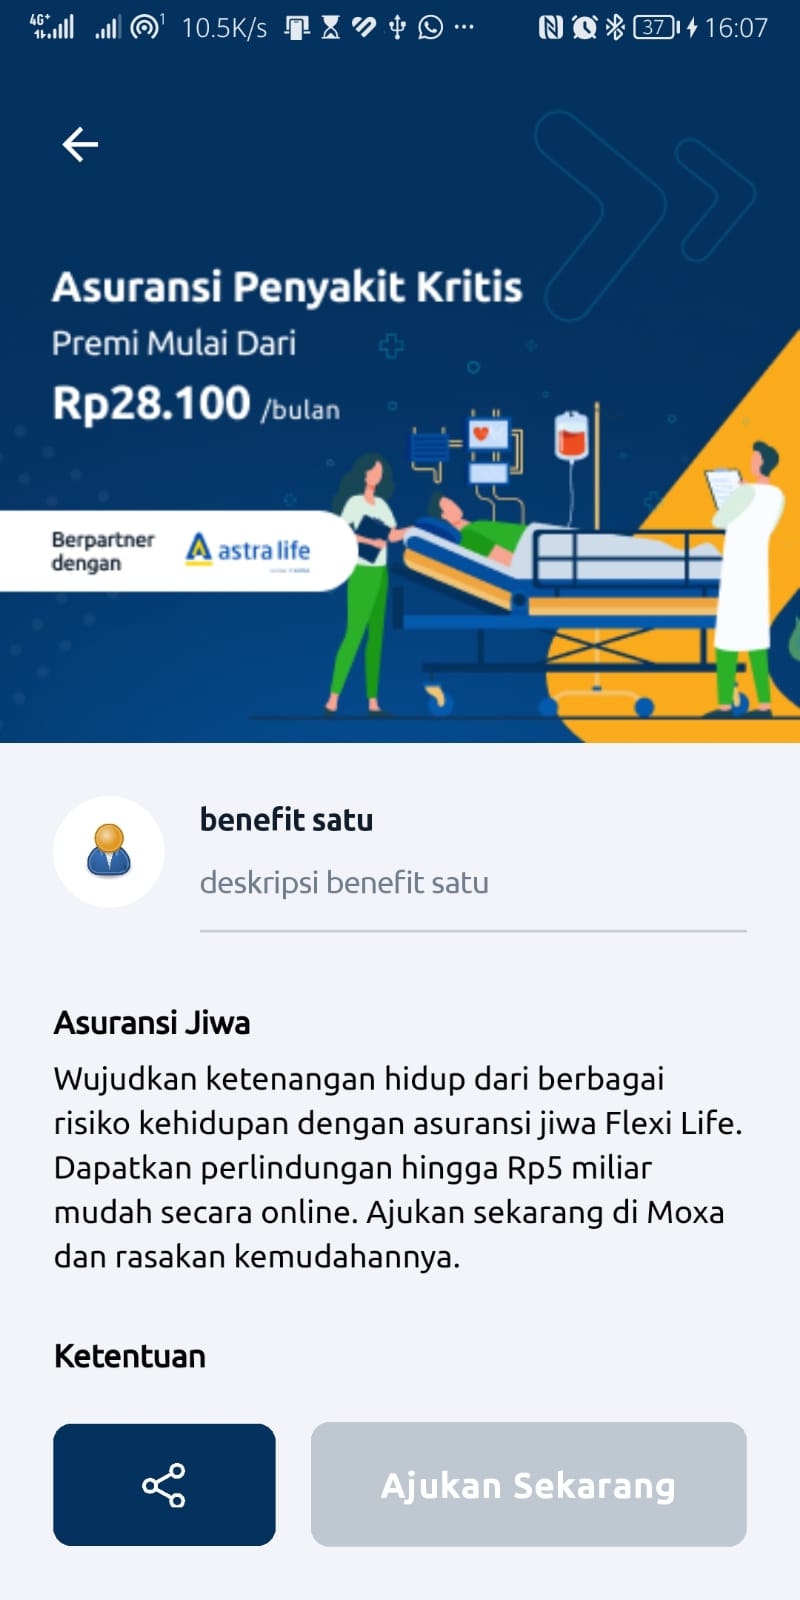 4G+
1
10.5K/s
37
16:07
Asuransi Penyakit Kritis
Premi Mulai Dari
Rp28.100 /bulan
Berpartner
dengan
astra life
benefit satu
deskripsi benefit satu
Asuransi Jiwa
Wujudkan ketenangan hidup dari berbagai
risiko kehidupan dengan asuransi jiwa Flexi Life.
Dapatkan perlindungan hingga Rp5 miliar
mudah secara online. Ajukan sekarang di Moxa
dan rasakan kemudahannya.
Ketentuan
Ajukan Sekarang